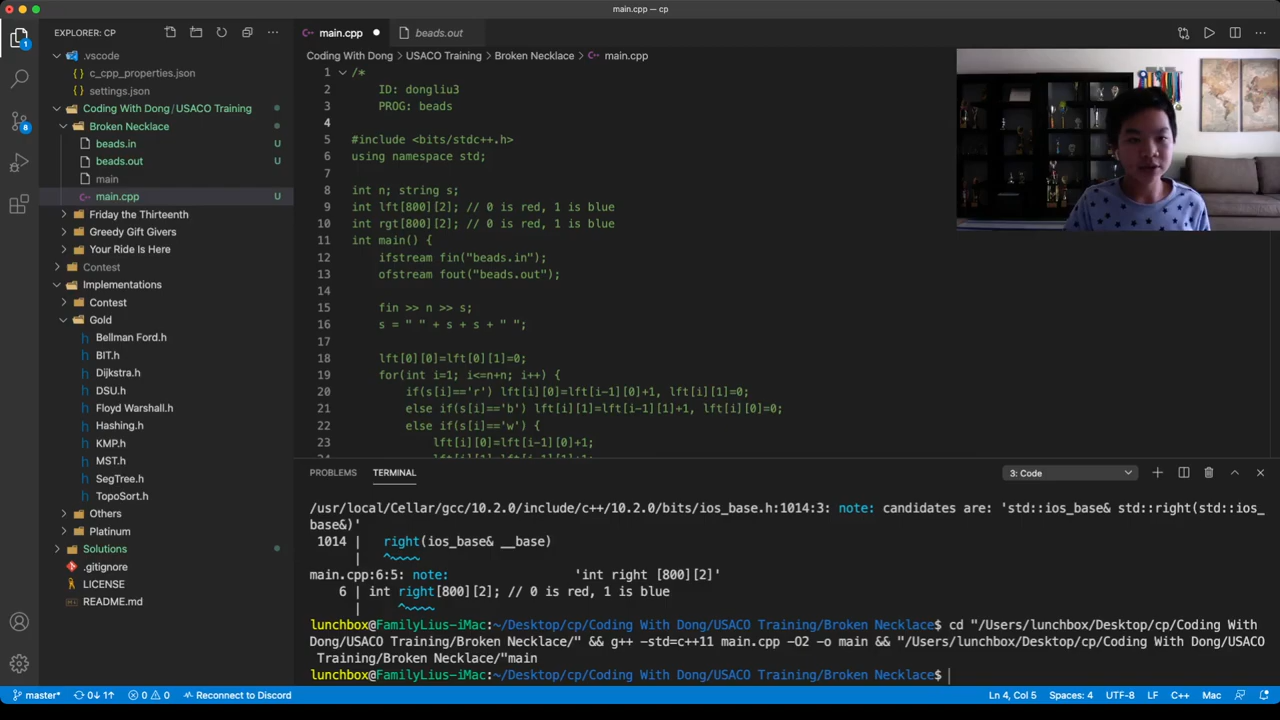 main.cpp — cp
EXPLORER: CP
.vscode
c_cpp_properties.json
settings.json
Coding With Dong / USACO Training
Broken Necklace
beads.in U
beads.out U
main
main.cpp U
Friday the Thirteenth
Greedy Gift Givers
Your Ride Is Here
Contest
Implementations
Contest
Gold
Bellman Ford.h
BIT.h
Dijkstra.h
DSU.h
Floyd Warshall.h
Hashing.h
KMP.h
MST.h
SegTree.h
TopoSort.h
Others
Platinum
Solutions
.gitignore
LICENSE
README.md
1
8
main.cpp
beads.out
Coding With Dong > USACO Training > Broken Necklace > main.cpp
1 /*
2 ID: dongliu3
3 PROG: beads
4
5 #include <bits/stdc++.h>
6 using namespace std;
7
8 int n; string s;
9 int lft[800][2]; // 0 is red, 1 is blue
10 int rgt[800][2]; // 0 is red, 1 is blue
11 int main() {
12 ifstream fin("beads.in");
13 ofstream fout("beads.out");
14
15 fin >> n >> s;
16 s = " " + s + s + " ";
17
18 lft[0][0]=lft[0][1]=0;
19 for(int i=1; i<=n+n; i++) {
20 if(s[i]=='r') lft[i][0]=lft[i-1][0]+1, lft[i][1]=0;
21 else if(s[i]=='b') lft[i][1]=lft[i-1][1]+1, lft[i][0]=0;
22 else if(s[i]=='w') {
23 lft[i][0]=lft[i-1][0]+1;
PROBLEMS TERMINAL 3: Code
/usr/local/Cellar/gcc/10.2.0/include/c++/10.2.0/bits/ios_base.h:1014:3: note: candidates are: 'std::ios_base& std::right(std::ios_
base&)'
1014 | right(ios_base& __base)
| ^~~~~
main.cpp:6:5: note: 'int right [800][2]'
6 | int right[800][2]; // 0 is red, 1 is blue
| ^~~~~
lunchbox@FamilyLius-iMac:~/Desktop/cp/Coding With Dong/USACO Training/Broken Necklace$ cd "/Users/lunchbox/Desktop/cp/Coding With
Dong/USACO Training/Broken Necklace/" && g++ -std=c++11 main.cpp -O2 -o main && "/Users/lunchbox/Desktop/cp/Coding With Dong/USACO
Training/Broken Necklace/"main
lunchbox@FamilyLius-iMac:~/Desktop/cp/Coding With Dong/USACO Training/Broken Necklace$
master* 0↓ 1↑ 0 0 Reconnect to Discord Ln 4, Col 5 Spaces: 4 UTF-8 LF C++ Mac